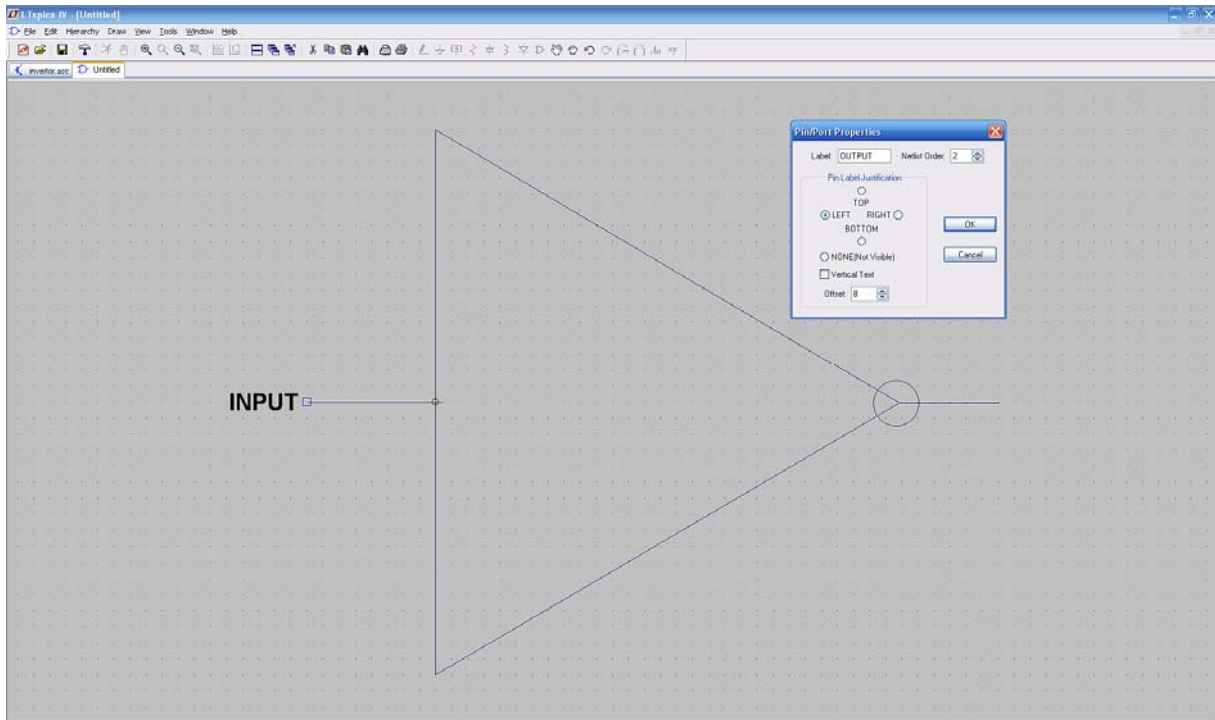 LTspice IV - [Untitled]
File Edit Hierarchy Draw View Tools Window Help
invertor.asc Untitled
Pin/Port Properties
Label: OUTPUT Netlist Order: 2
Pin Label Justification
TOP
LEFT RIGHT
BOTTOM
NONE(Not Visible)
Vertical Text
Offset: 8
OK
Cancel
INPUT